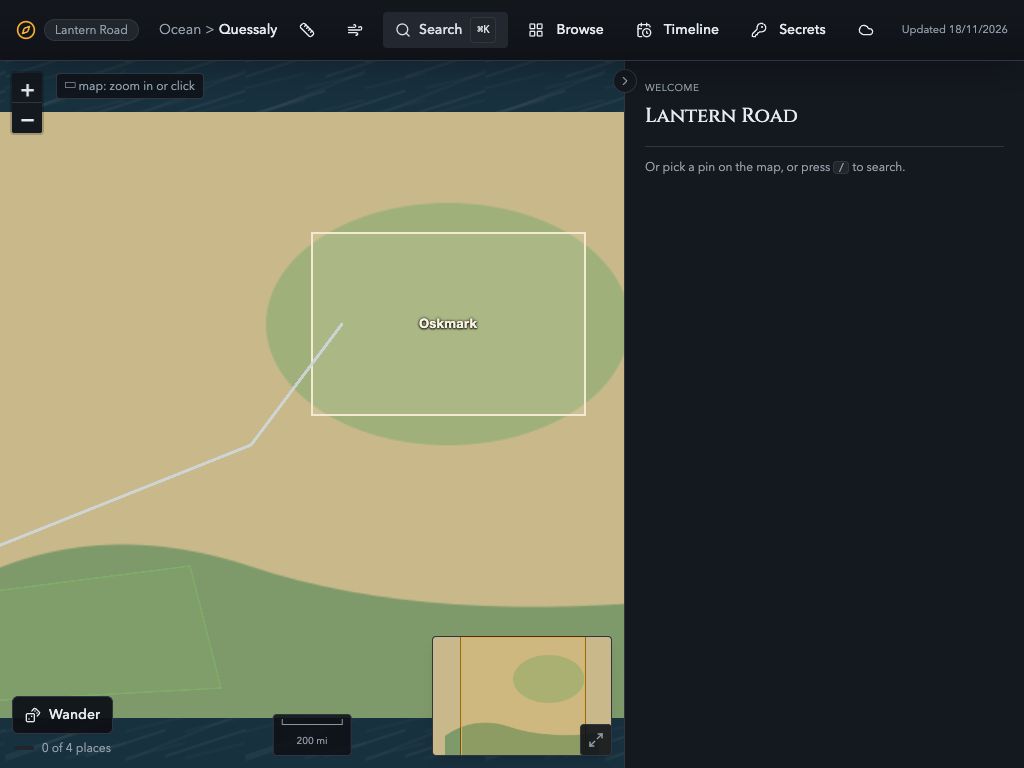 Lantern Road
Ocean > Quessaly
Search ⌘K
Browse
Timeline
Secrets
Updated 18/11/2026
+
−
map: zoom in or click
WELCOME
Lantern Road
Or pick a pin on the map, or press / to search.
Oskmark
Wander
0 of 4 places
200 mi